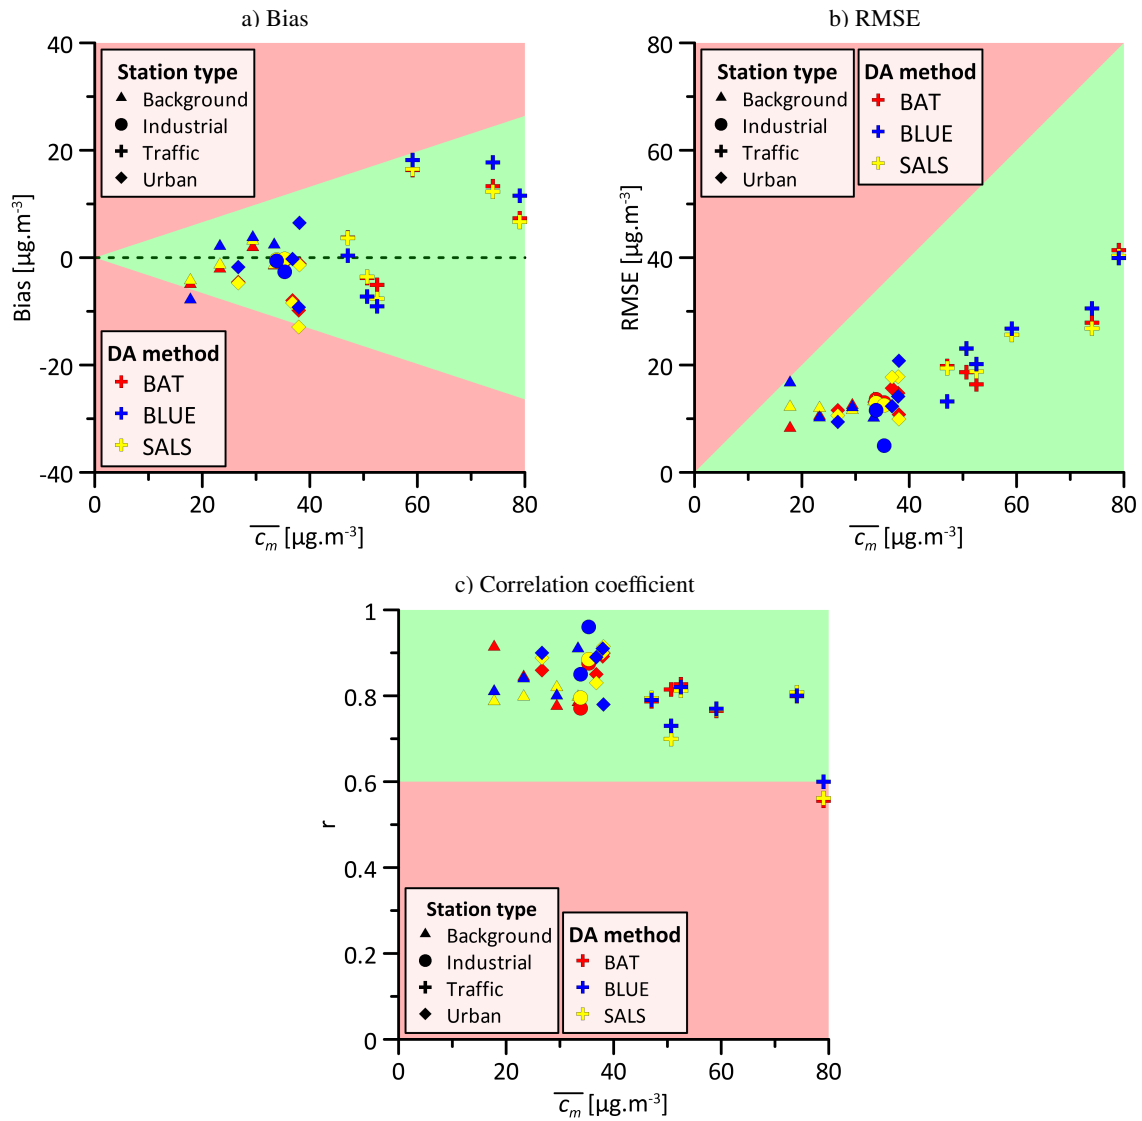 a) Bias
40
20
0
-20
-40
Bias [µg.m-3]
0
20
40
60
80
cm [µg.m-3]
Station type
Background
Industrial
Traffic
Urban
DA method
BAT
BLUE
SALS
b) RMSE
80
60
40
20
0
RMSE [µg.m-3]
0
20
40
60
80
cm [µg.m-3]
Station type
Background
Industrial
Traffic
Urban
DA method
BAT
BLUE
SALS
c) Correlation coefficient
1
0.8
0.6
0.4
0.2
0
r
0
20
40
60
80
cm [µg.m-3]
Station type
Background
Industrial
Traffic
Urban
DA method
BAT
BLUE
SALS